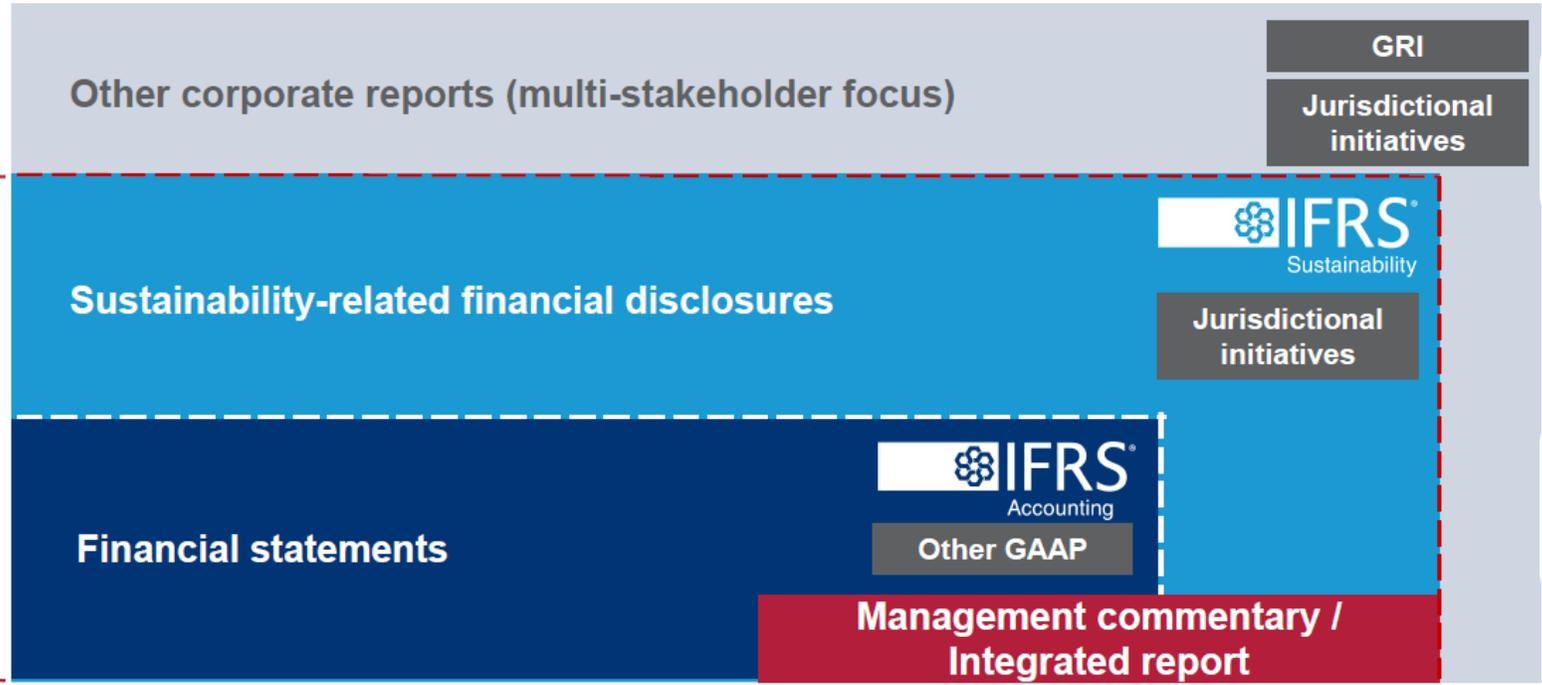 GRI
Other corporate reports (multi-stakeholder focus)
Jurisdictional
initiatives
IFRS®
Sustainability
Sustainability-related financial disclosures
Jurisdictional
initiatives
IFRS®
Accounting
Financial statements
Other GAAP
Management commentary /
Integrated report